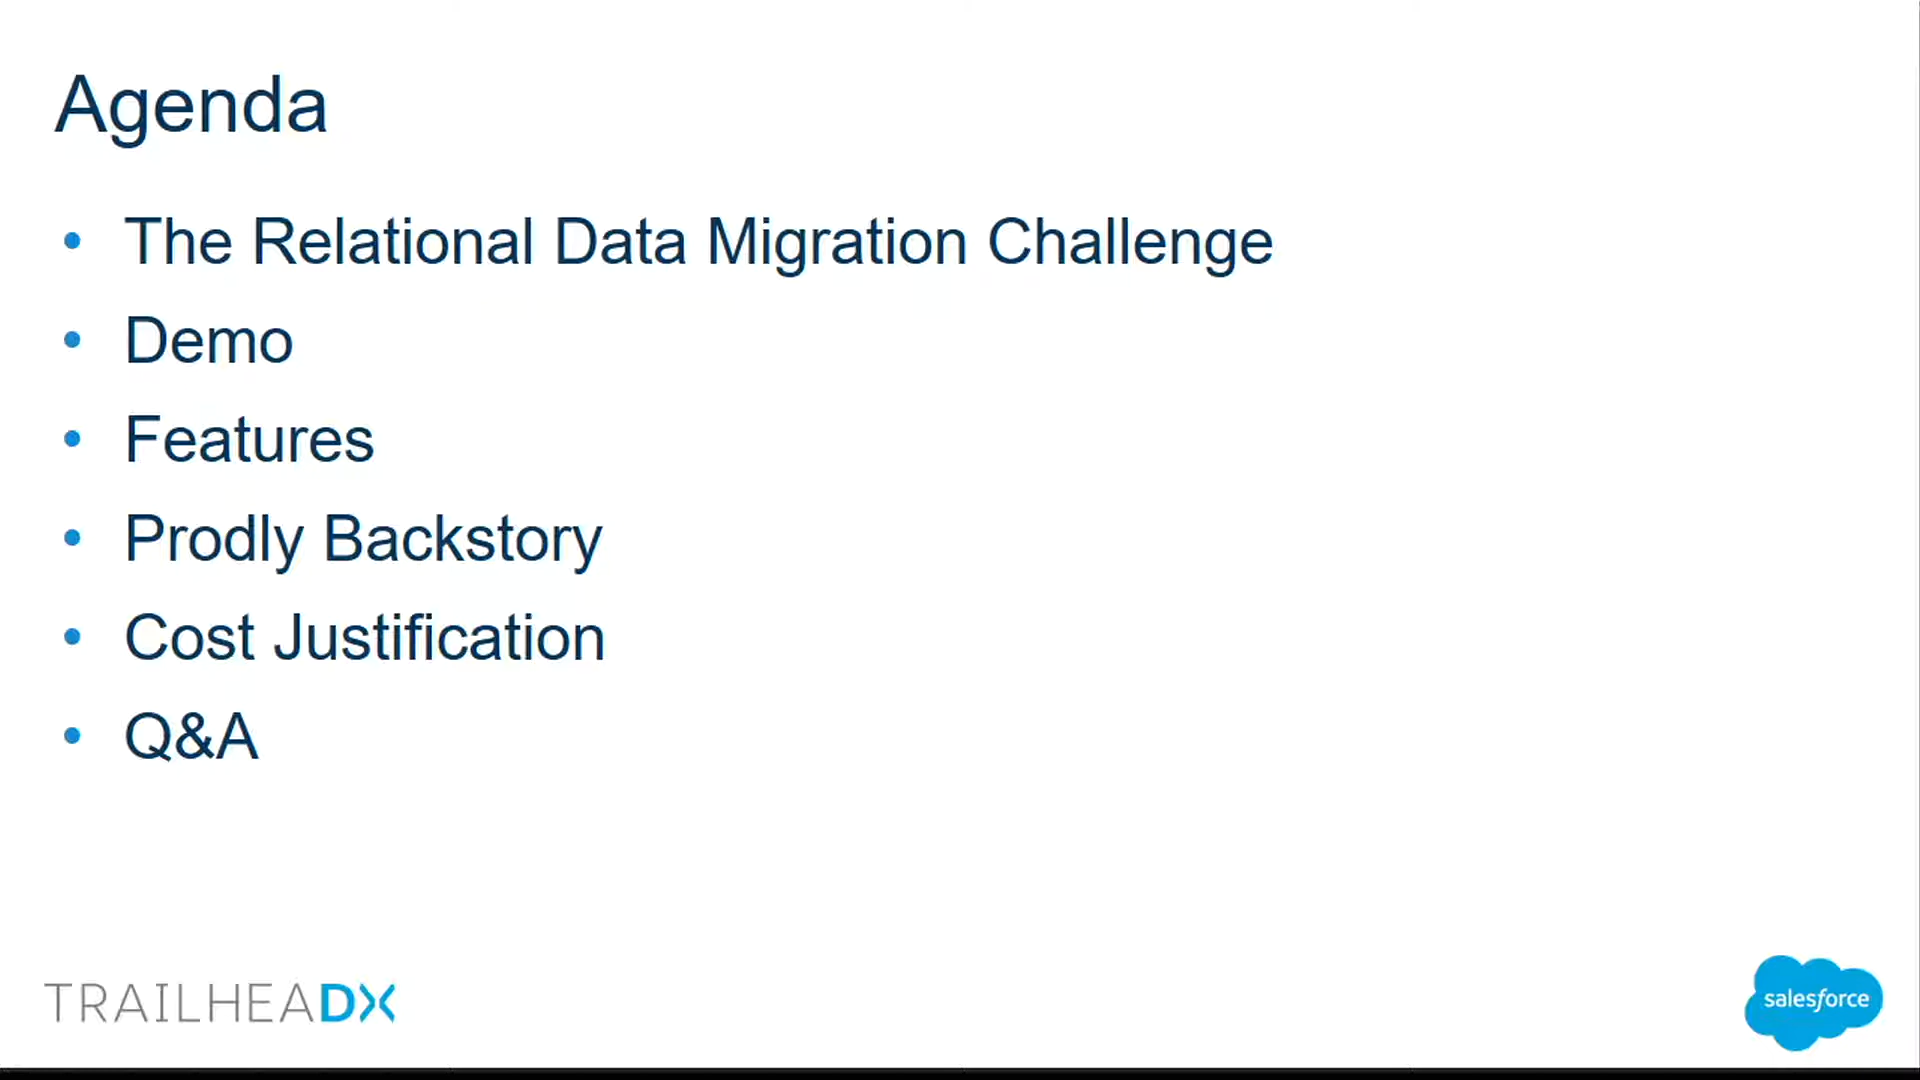 Agenda
• The Relational Data Migration Challenge
• Demo
• Features
• Prodly Backstory
• Cost Justification
• Q&A
TRAILHEADX
salesforce